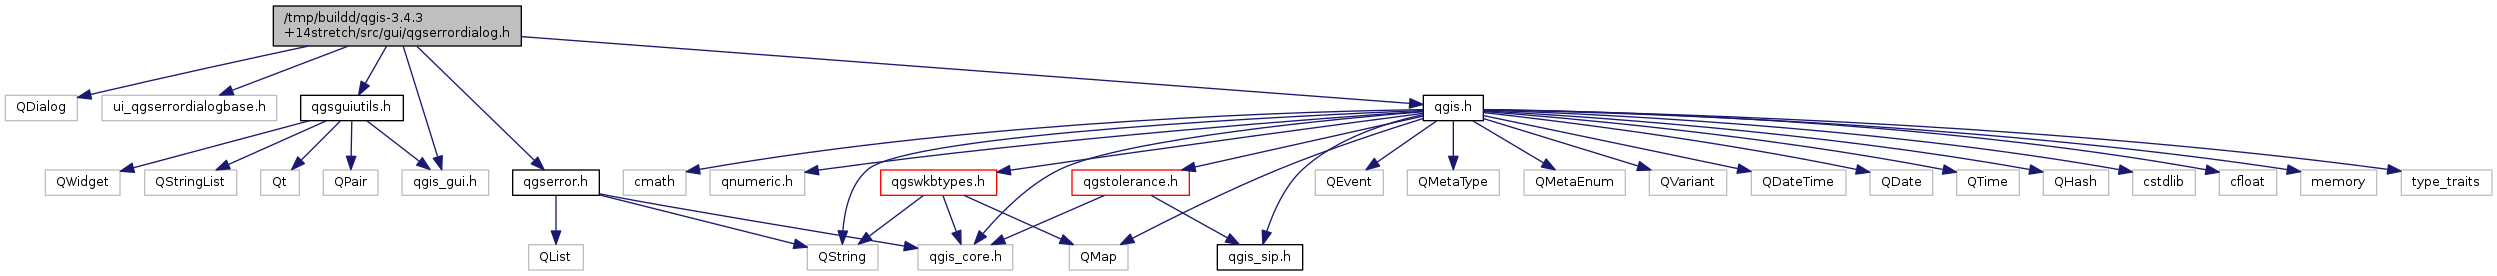 /tmp/buildd/qgis-3.4.3
+14stretch/src/gui/qgserrordialog.h
QDialog
ui_qgserrordialogbase.h
qgsguiutils.h
qgis.h
QWidget
QStringList
Qt
QPair
qgis_gui.h
qgserror.h
cmath
qnumeric.h
qgswkbtypes.h
qgstolerance.h
QEvent
QMetaType
QMetaEnum
QVariant
QDateTime
QDate
QTime
QHash
cstdlib
cfloat
memory
type_traits
QList
QString
qgis_core.h
QMap
qgis_sip.h